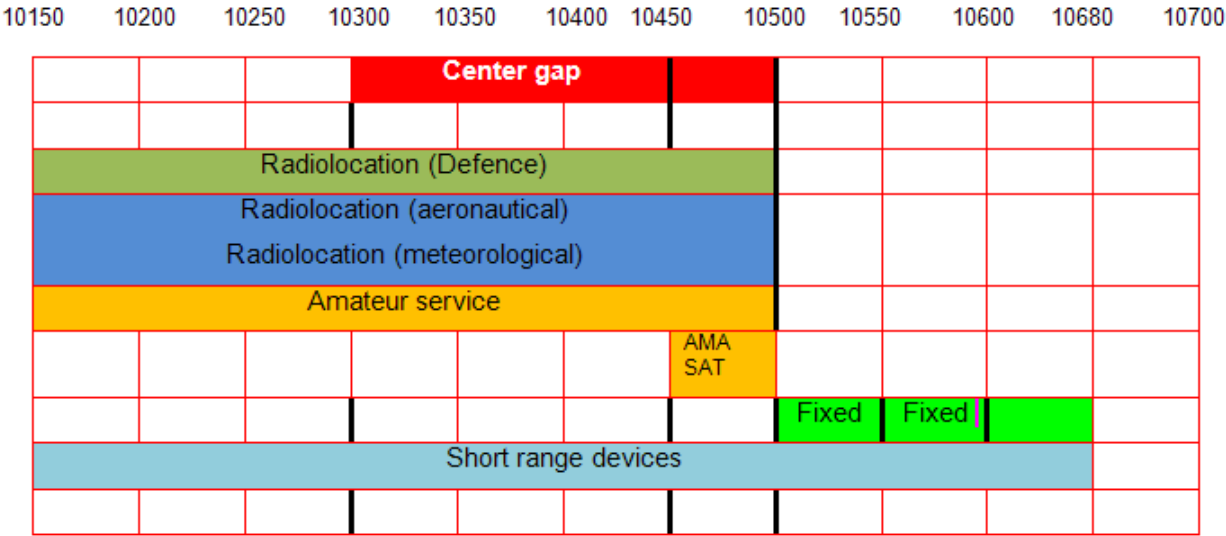 10150 10200 10250 10300 10350 10400 10450 10500 10550 10600 10680 10700
Center gap
Radiolocation (Defence)
Radiolocation (aeronautical)
Radiolocation (meteorological)
Amateur service
AMA
SAT
Fixed Fixed
Short range devices